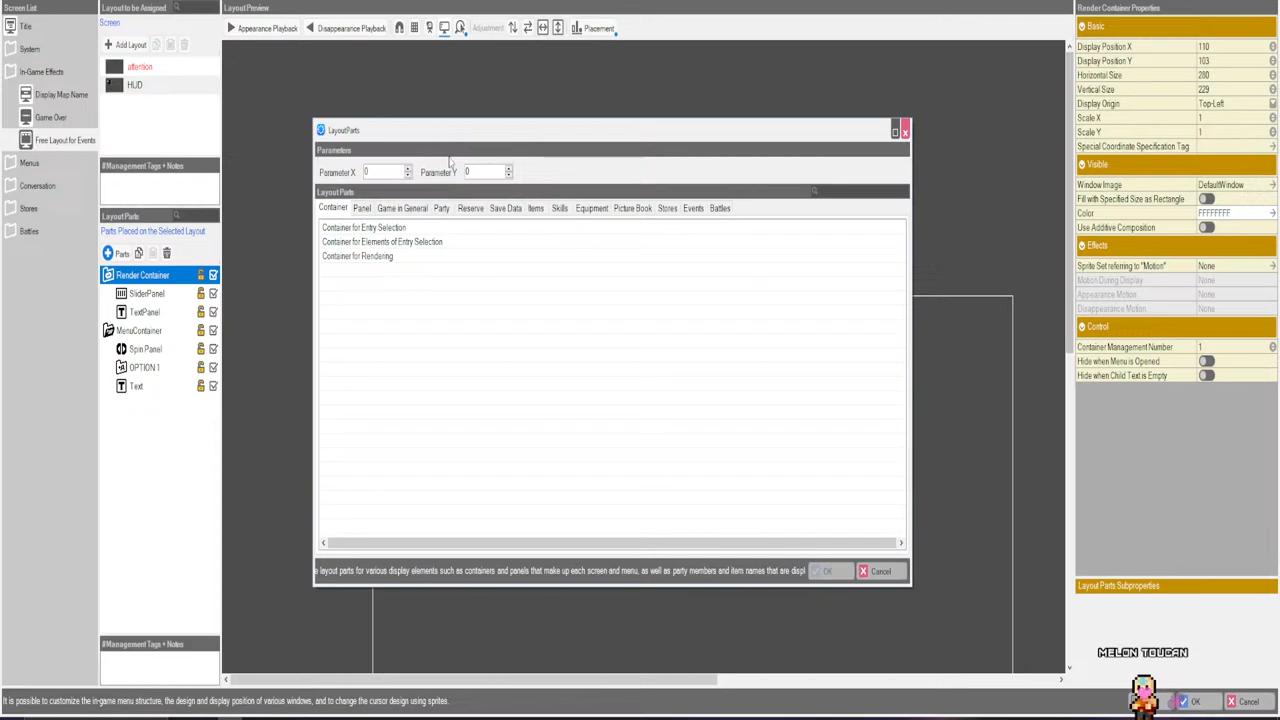 Screen List
Title
System
In-Game Effects
Display Map Name
Game Over
Free Layout for Events
Menus
Conversation
Stores
Battles
Layout to be Assigned
Screen
Add Layout
attention
HUD
#Management Tags + Notes
Layout Parts
Parts Placed on the Selected Layout
Parts
Render Container
SliderPanel
TextPanel
MenuContainer
Spin Panel
OPTION 1
Text
#Management Tags + Notes
Layout Preview
Appearance Playback
Disappearance Playback
Adjustment
Placement
LayoutParts
Parameters
Parameter X 0 Parameter Y 0
Layout Parts
Container Panel Game in General Party Reserve Save Data Items Skills Equipment Picture Book Stores Events Battles
Container for Entry Selection
Container for Elements of Entry Selection
Container for Rendering
e layout parts for various display elements such as containers and panels that make up each screen and menu, as well as party members and item names that are displ
OK Cancel
Render Container Properties
Basic
Display Position X 110
Display Position Y 103
Horizontal Size 280
Vertical Size 229
Display Origin Top-Left
Scale X 1
Scale Y 1
Special Coordinate Specification Tag
Visible
Window Image DefaultWindow
Fill with Specified Size as Rectangle
Color FFFFFFFF
Use Additive Composition
Effects
Sprite Set referring to "Motion" None
Motion During Display None
Appearance Motion None
Disappearance Motion None
Control
Container Management Number 1
Hide when Menu is Opened
Hide when Child Text is Empty
Layout Parts Subproperties
MELON TOUCAN
It is possible to customize the in-game menu structure, the design and display position of various windows, and to change the cursor design using sprites.
OK Cancel